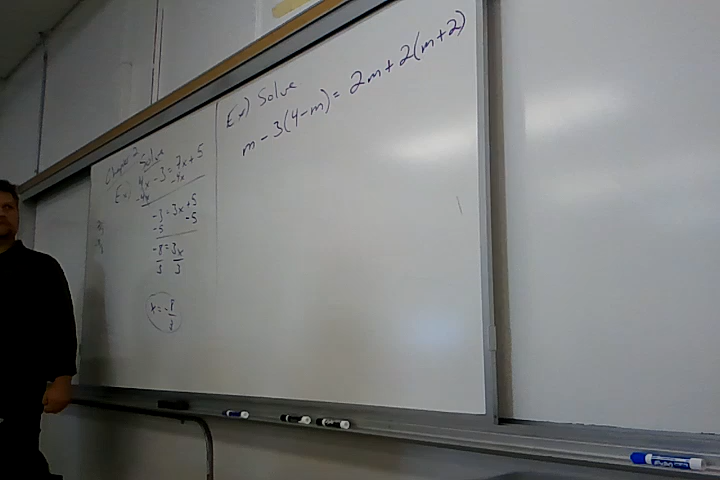 Chapter 2
Solve
Ex) 4x - 3 = 7x + 5
-4x -4x
-3 = 3x + 5
-5 -5
-8 = 3x
3 3
x = -8
3
Ex) Solve
m - 3(4 - m) = 2m + 2(m + 2)